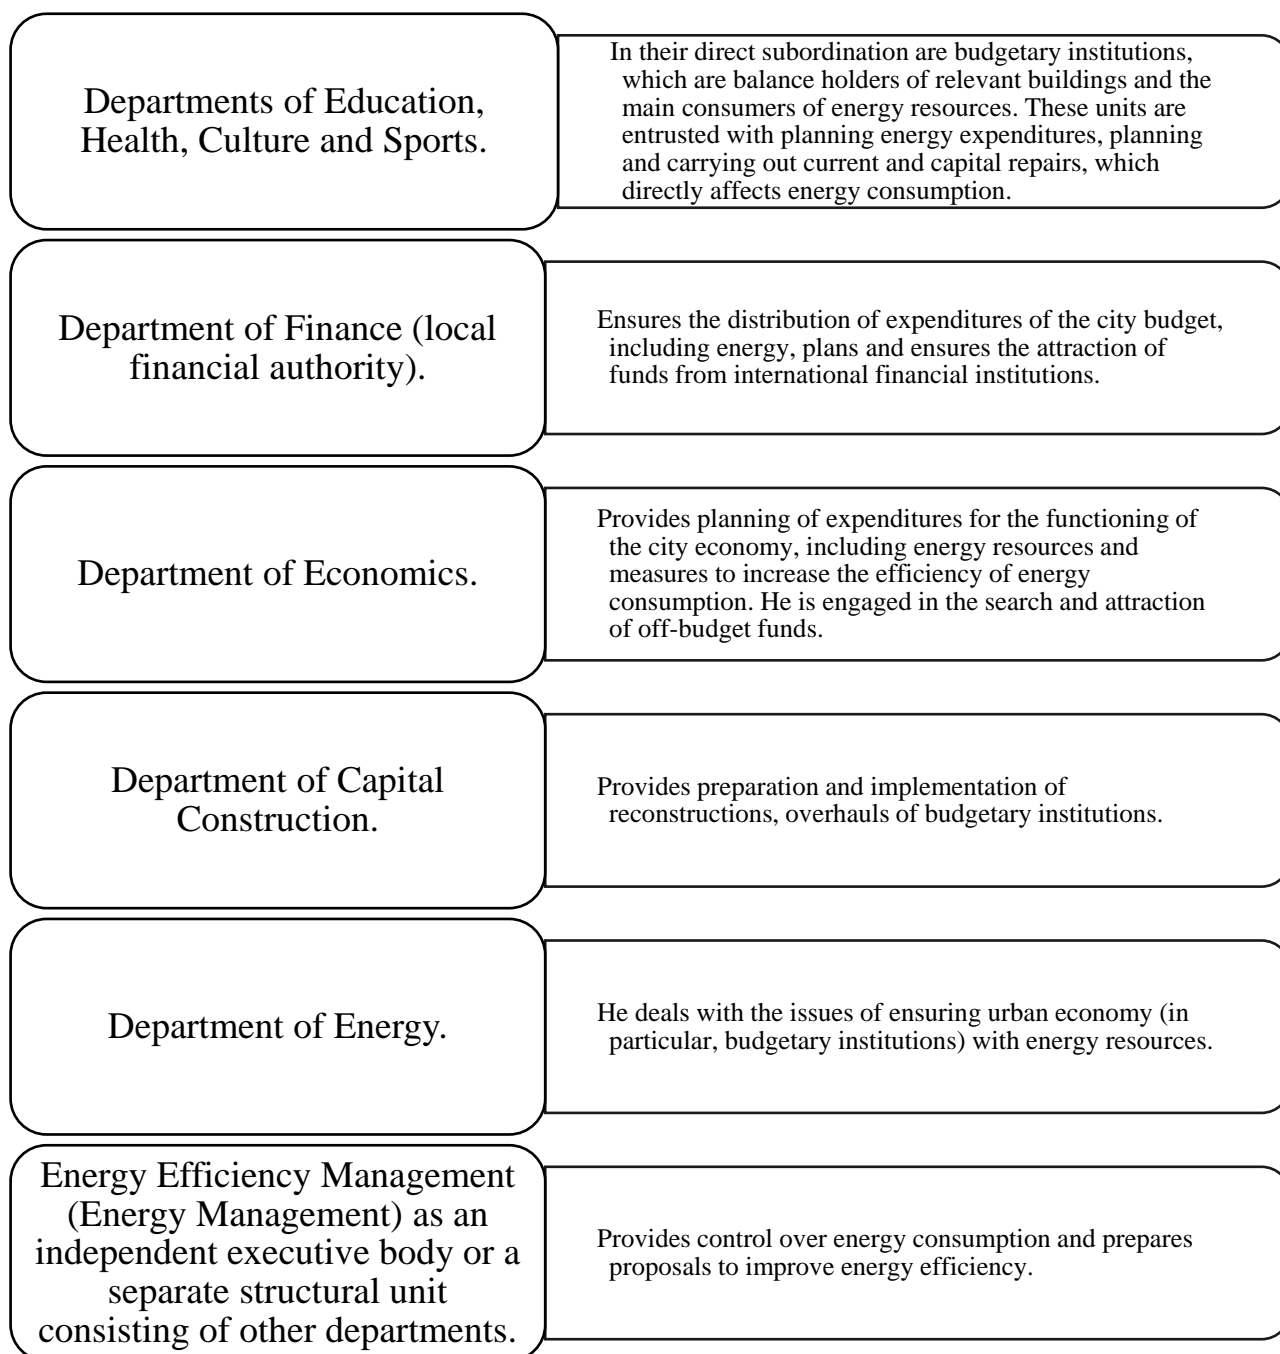 Departments of Education,
Health, Culture and Sports.
In their direct subordination are budgetary institutions,
which are balance holders of relevant buildings and the
main consumers of energy resources. These units are
entrusted with planning energy expenditures, planning
and carrying out current and capital repairs, which
directly affects energy consumption.
Department of Finance (local
financial authority).
Ensures the distribution of expenditures of the city budget,
including energy, plans and ensures the attraction of
funds from international financial institutions.
Department of Economics.
Provides planning of expenditures for the functioning of
the city economy, including energy resources and
measures to increase the efficiency of energy
consumption. He is engaged in the search and attraction
of off-budget funds.
Department of Capital
Construction.
Provides preparation and implementation of
reconstructions, overhauls of budgetary institutions.
Department of Energy.
He deals with the issues of ensuring urban economy (in
particular, budgetary institutions) with energy resources.
Energy Efficiency Management
(Energy Management) as an
independent executive body or a
separate structural unit
consisting of other departments.
Provides control over energy consumption and prepares
proposals to improve energy efficiency.